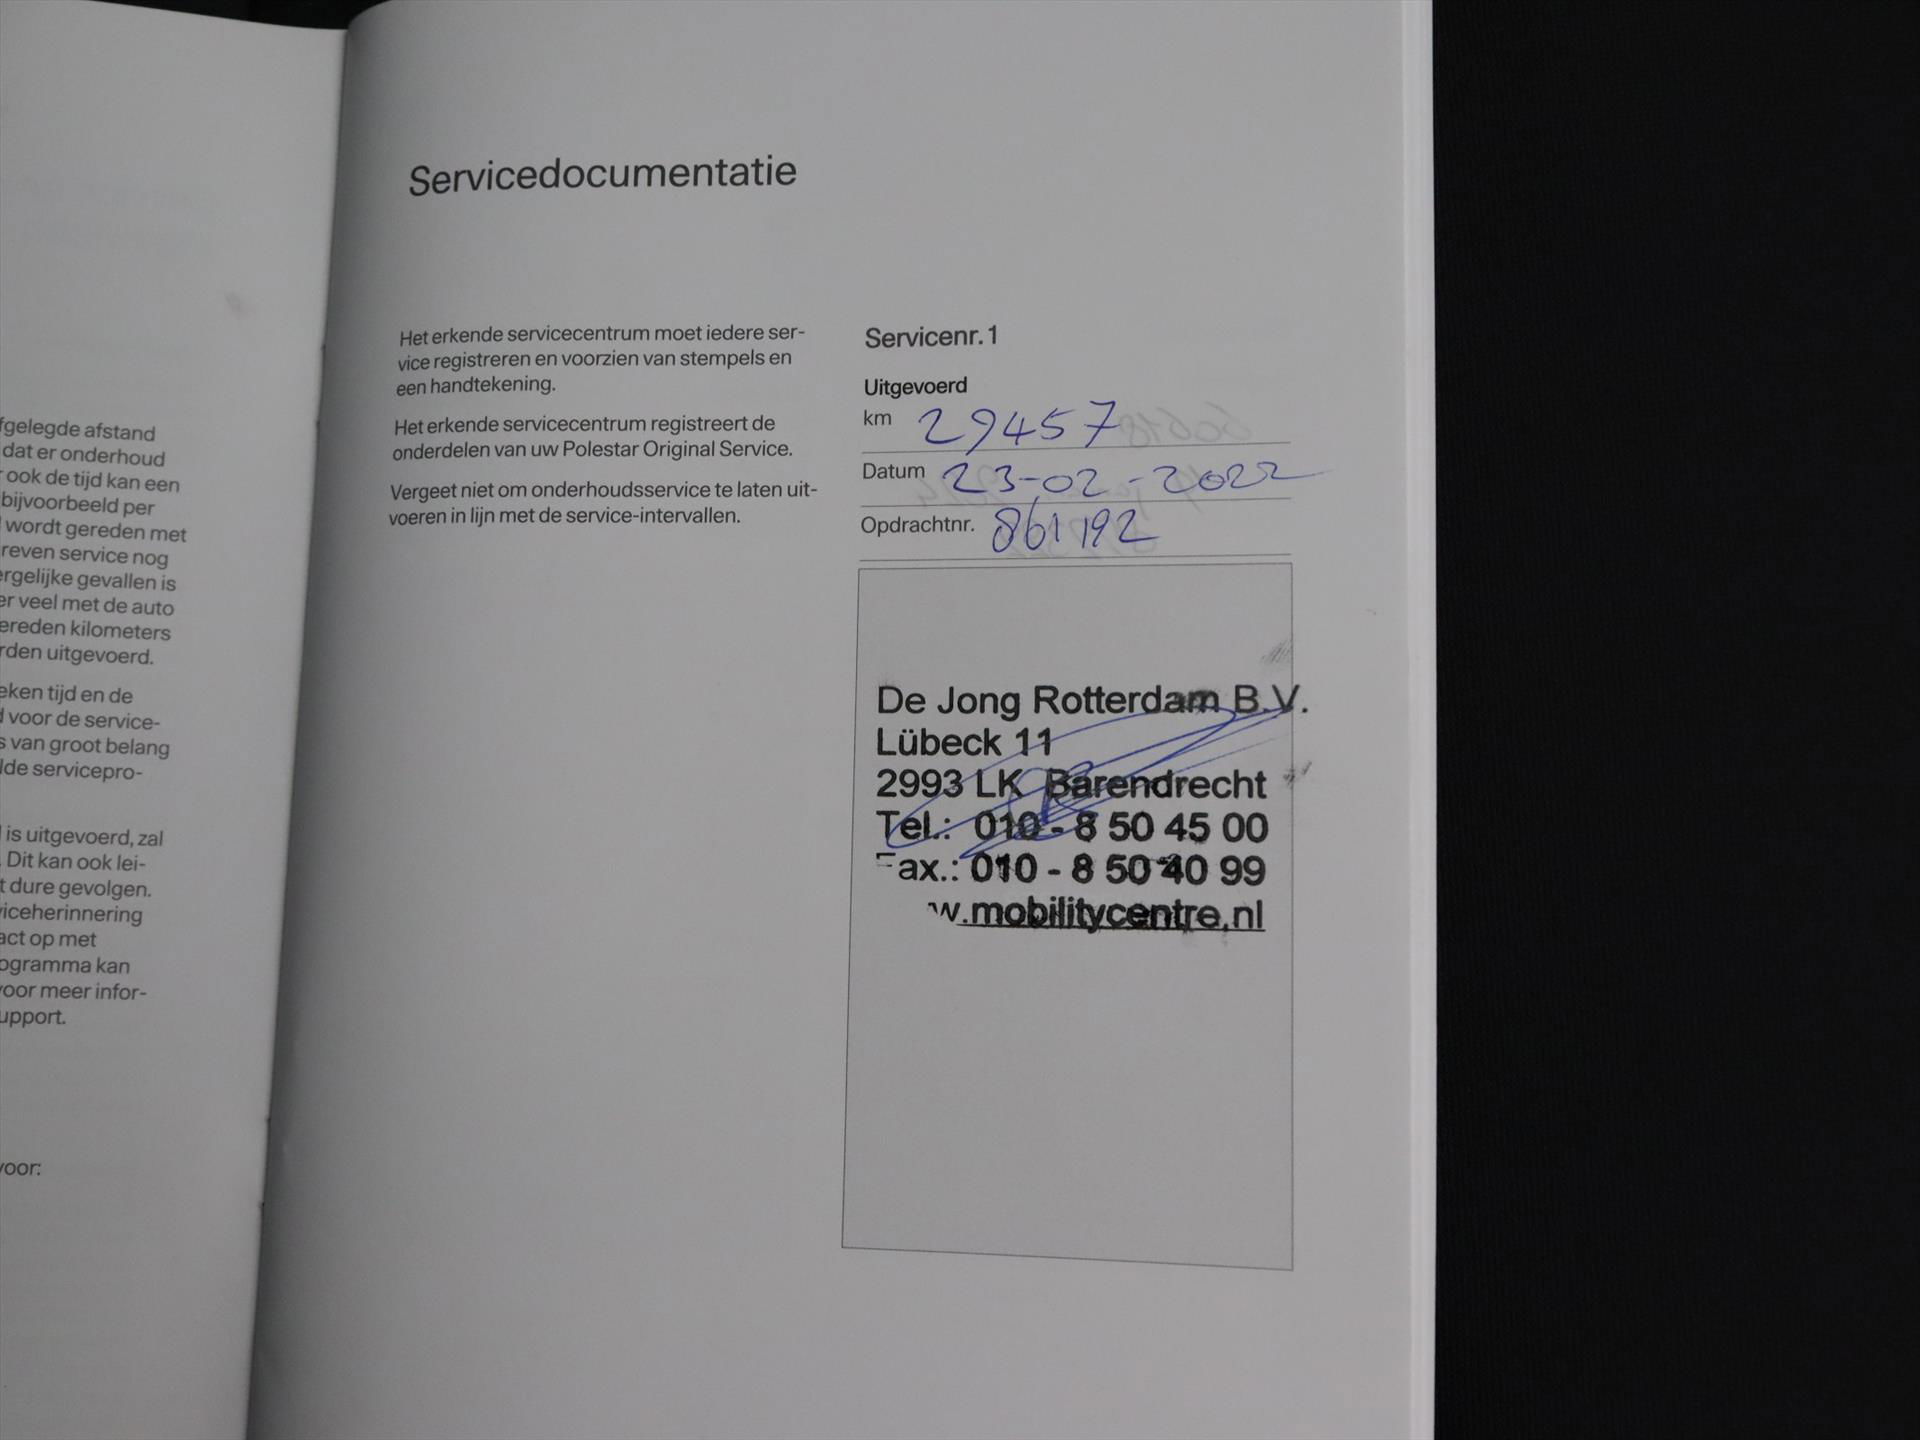 fgelegde afstand
dat er onderhoud
r ook de tijd kan een
bijvoorbeeld per
wordt gereden met
reven service nog
ergelijke gevallen is
er veel met de auto
ereden kilometers
rden uitgevoerd.
eken tijd en de
d voor de service-
s van groot belang
lde servicepro-
is uitgevoerd, zal
. Dit kan ook lei-
t dure gevolgen.
viceherinnering
act op met
ogramma kan
voor meer infor-
upport.
voor:
Servicedocumentatie
Het erkende servicecentrum moet iedere ser-
vice registreren en voorzien van stempels en
een handtekening.
Het erkende servicecentrum registreert de
onderdelen van uw Polestar Original Service.
Vergeet niet om onderhoudsservice te laten uit-
voeren in lijn met de service-intervallen.
Servicenr. 1
Uitgevoerd
km 29457
Datum 23-02-2022
Opdrachtnr. 861192
De Jong Rotterdam B.V.
Lübeck 11
2993 LK Barendrecht
Tel.: 010 - 8 50 45 00
Fax.: 010 - 8 50 40 99
w.mobilitycentre.nl